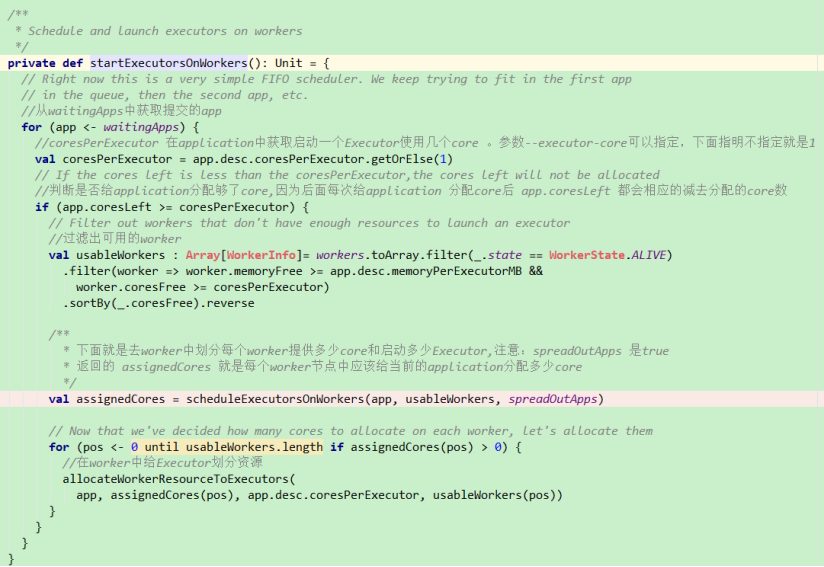 /**
 * Schedule and launch executors on workers
 */
private def startExecutorsOnWorkers(): Unit = {
  // Right now this is a very simple FIFO scheduler. We keep trying to fit in the first app
  // in the queue, then the second app, etc.
  //从waitingApps中获取提交的app
  for (app <- waitingApps) {
    //coresPerExecutor 在application中获取启动一个Executor使用几个core 。参数--executor-core可以指定，下面指明不指定就是1
    val coresPerExecutor = app.desc.coresPerExecutor.getOrElse(1)
    // If the cores left is less than the coresPerExecutor,the cores left will not be allocated
    //判断是否给application分配够了core,因为后面每次给application 分配core后 app.coresLeft 都会相应的减去分配的core数
    if (app.coresLeft >= coresPerExecutor) {
      // Filter out workers that don't have enough resources to launch an executor
      //过滤出可用的worker
      val usableWorkers : Array[WorkerInfo]= workers.toArray.filter(_.state == WorkerState.ALIVE)
        .filter(worker => worker.memoryFree >= app.desc.memoryPerExecutorMB &&
          worker.coresFree >= coresPerExecutor)
        .sortBy(_.coresFree).reverse
      /**
        * 下面就是去worker中划分每个worker提供多少core和启动多少Executor,注意：spreadOutApps 是true
        * 返回的 assignedCores 就是每个worker节点中应该给当前的application分配多少core
        */
      val assignedCores = scheduleExecutorsOnWorkers(app, usableWorkers, spreadOutApps)
      // Now that we've decided how many cores to allocate on each worker, let's allocate them
      for (pos <- 0 until usableWorkers.length if assignedCores(pos) > 0) {
        //在worker中给Executor划分资源
        allocateWorkerResourceToExecutors(
          app, assignedCores(pos), app.desc.coresPerExecutor, usableWorkers(pos))
      }
    }
  }
}